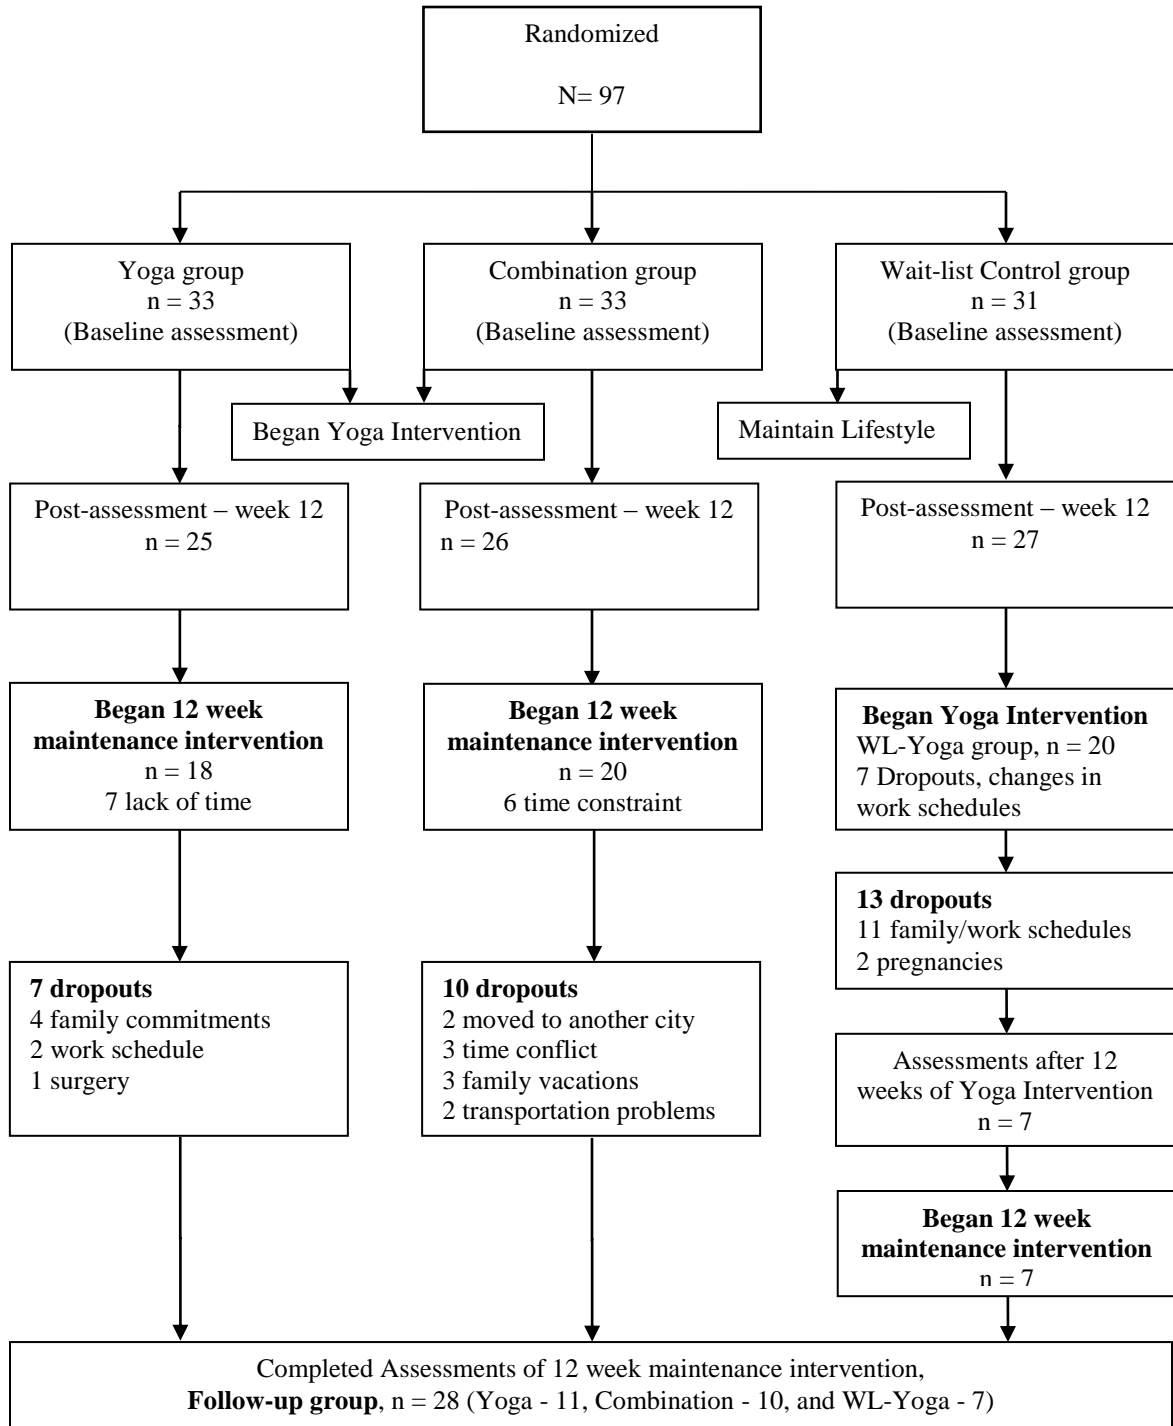 Randomized
N= 97
Yoga group
n = 33
(Baseline assessment)
Combination group
n = 33
(Baseline assessment)
Wait-list Control group
n = 31
(Baseline assessment)
Began Yoga Intervention
Maintain Lifestyle
Post-assessment – week 12
n = 25
Post-assessment – week 12
n = 26
Post-assessment – week 12
n = 27
Began 12 week
maintenance intervention
n = 18
7 lack of time
Began 12 week
maintenance intervention
n = 20
6 time constraint
Began Yoga Intervention
WL-Yoga group, n = 20
7 Dropouts, changes in
work schedules
13 dropouts
11 family/work schedules
2 pregnancies
7 dropouts
4 family commitments
2 work schedule
1 surgery
10 dropouts
2 moved to another city
3 time conflict
3 family vacations
2 transportation problems
Assessments after 12
weeks of Yoga Intervention
n = 7
Began 12 week
maintenance intervention
n = 7
Completed Assessments of 12 week maintenance intervention,
Follow-up group, n = 28 (Yoga - 11, Combination - 10, and WL-Yoga - 7)